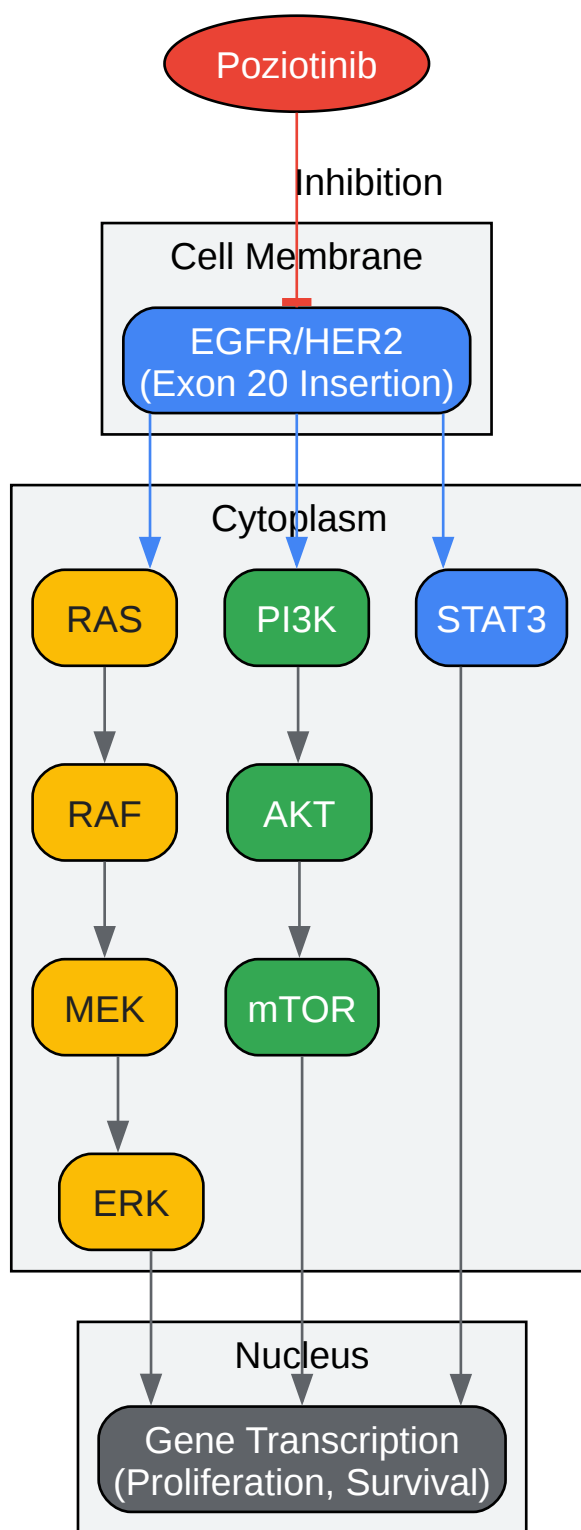 Poziotinib
Inhibition
Cell Membrane
EGFR/HER2
(Exon 20 Insertion)
Cytoplasm
RAS
PI3K
STAT3
RAF
AKT
MEK
mTOR
ERK
Nucleus
Gene Transcription
(Proliferation, Survival)